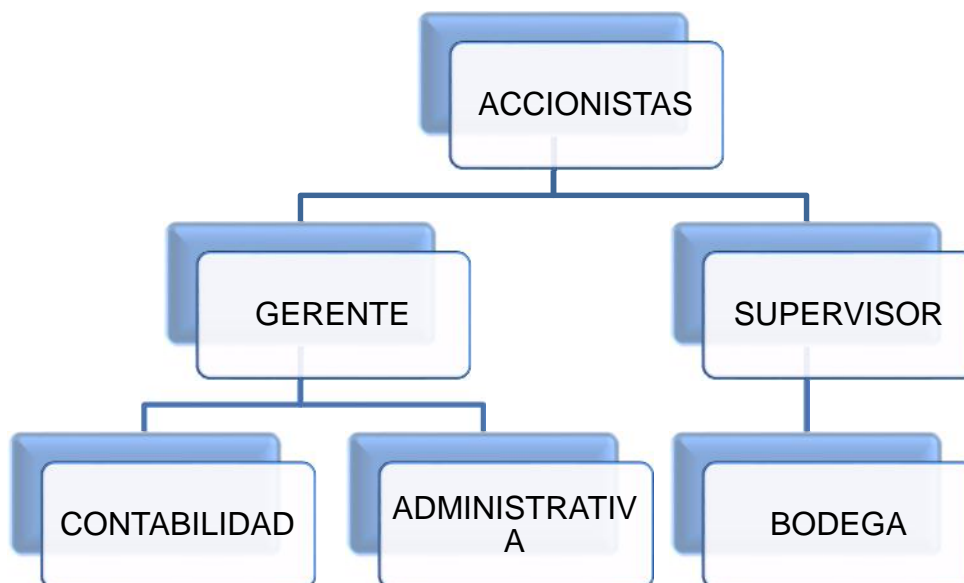 ACCIONISTAS
GERENTE
SUPERVISOR
CONTABILIDAD
ADMINISTRATIV
A
BODEGA